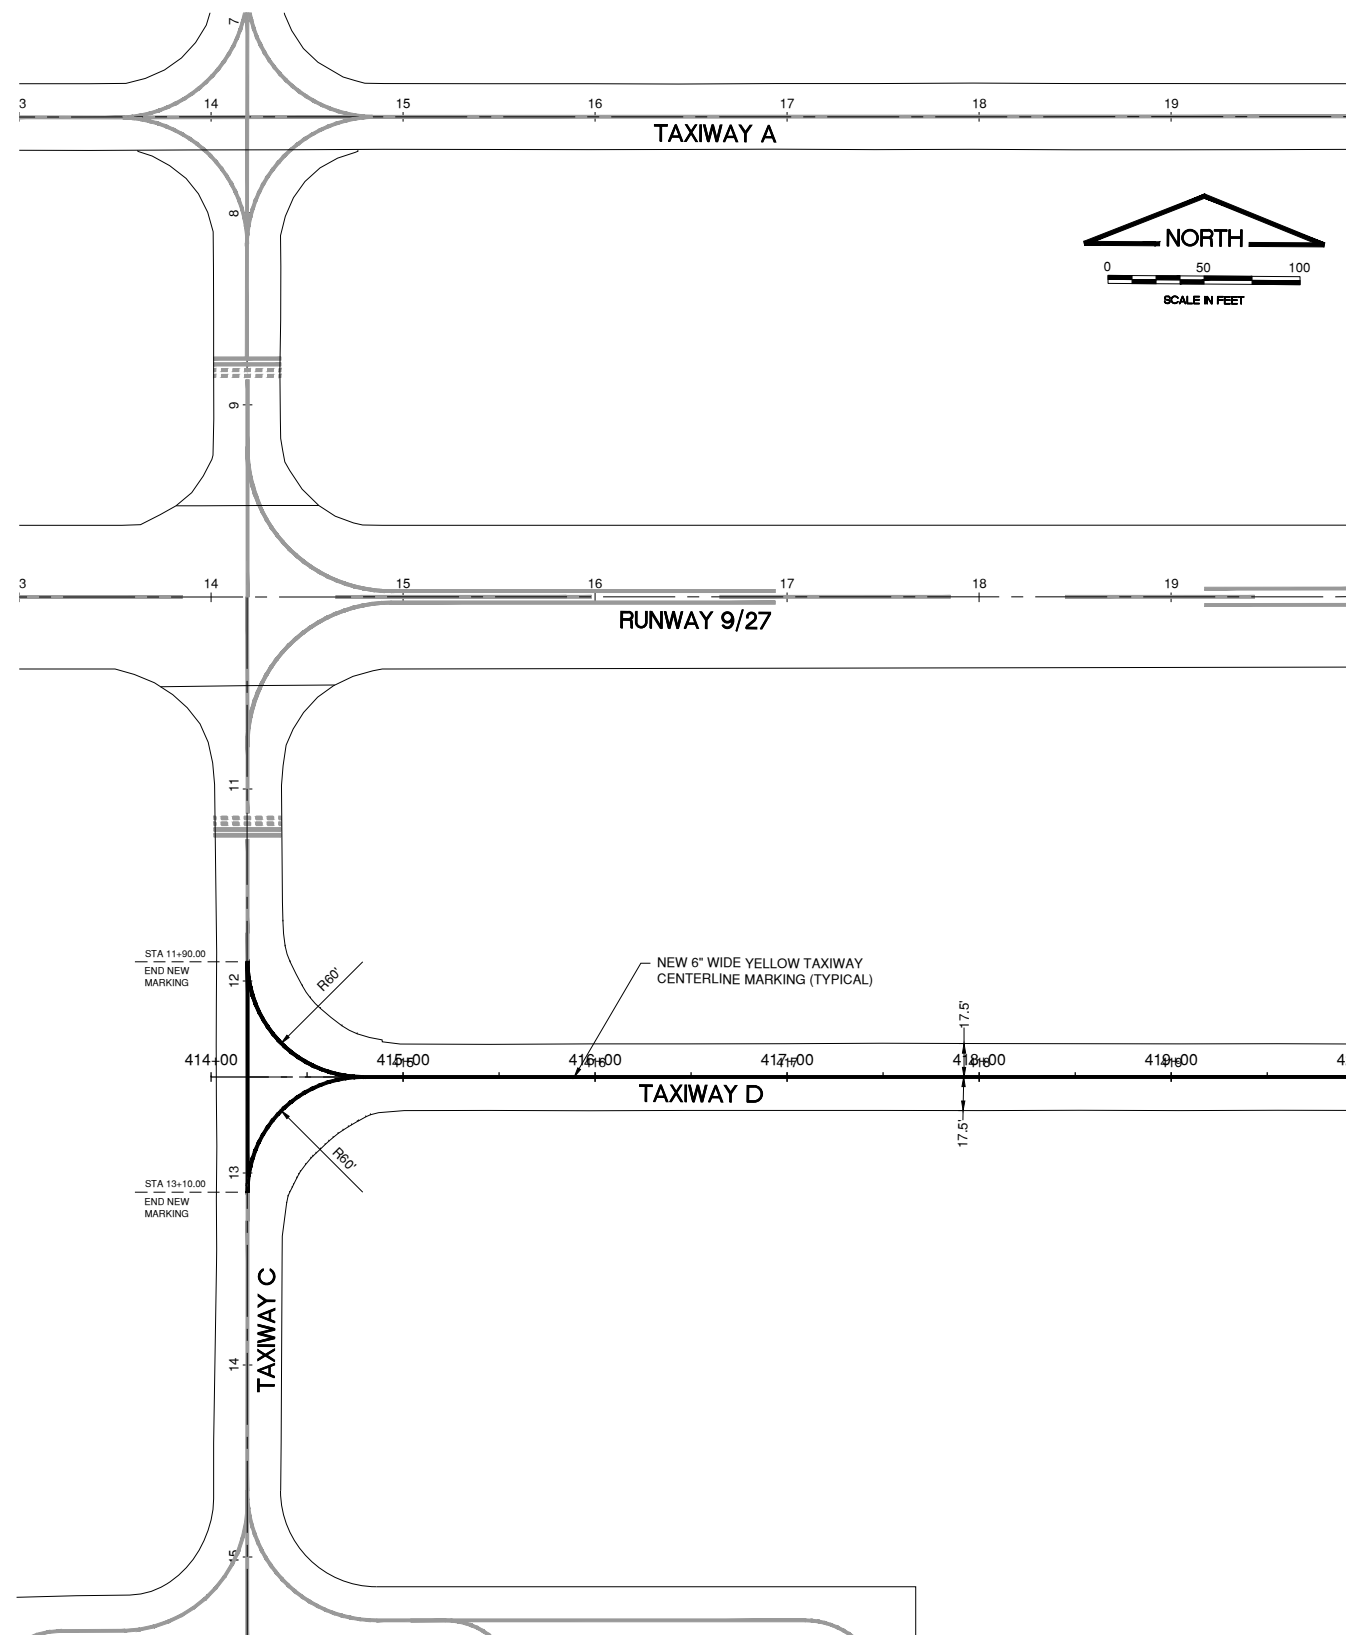 7
3 14 15 16 17 18 19
TAXIWAY A
8
NORTH
0 50 100
SCALE IN FEET
9
3 14 15 16 17 18 19
RUNWAY 9/27
11
STA 11+90.00
END NEW
MARKING
12
R60'
NEW 6" WIDE YELLOW TAXIWAY
CENTERLINE MARKING (TYPICAL)
17.5'
414+00 415+00 416+00 417+00 418+00 419+00
TAXIWAY D
17.5'
R60'
13
STA 13+10.00
END NEW
MARKING
TAXIWAY C
14
15